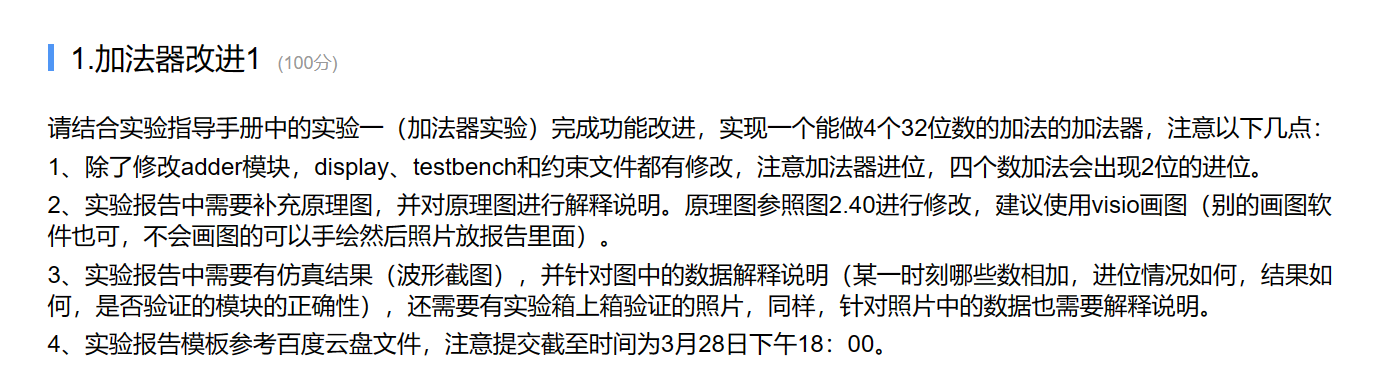 1.加法器改进1 (100分)
请结合实验指导手册中的实验一（加法器实验）完成功能改进，实现一个能做4个32位数的加法的加法器，注意以下几点：
1、除了修改adder模块，display、testbench和约束文件都有修改，注意加法器进位，四个数加法会出现2位的进位。
2、实验报告中需要补充原理图，并对原理图进行解释说明。原理图参照图2.40进行修改，建议使用visio画图（别的画图软
件也可，不会画图的可以手绘然后照片放报告里面）。
3、实验报告中需要有仿真结果（波形截图），并针对图中的数据解释说明（某一时刻哪些数相加，进位情况如何，结果如
何，是否验证的模块的正确性），还需要有实验箱上箱验证的照片，同样，针对照片中的数据也需要解释说明。
4、实验报告模板参考百度云盘文件，注意提交截至时间为3月28日下午18：00。